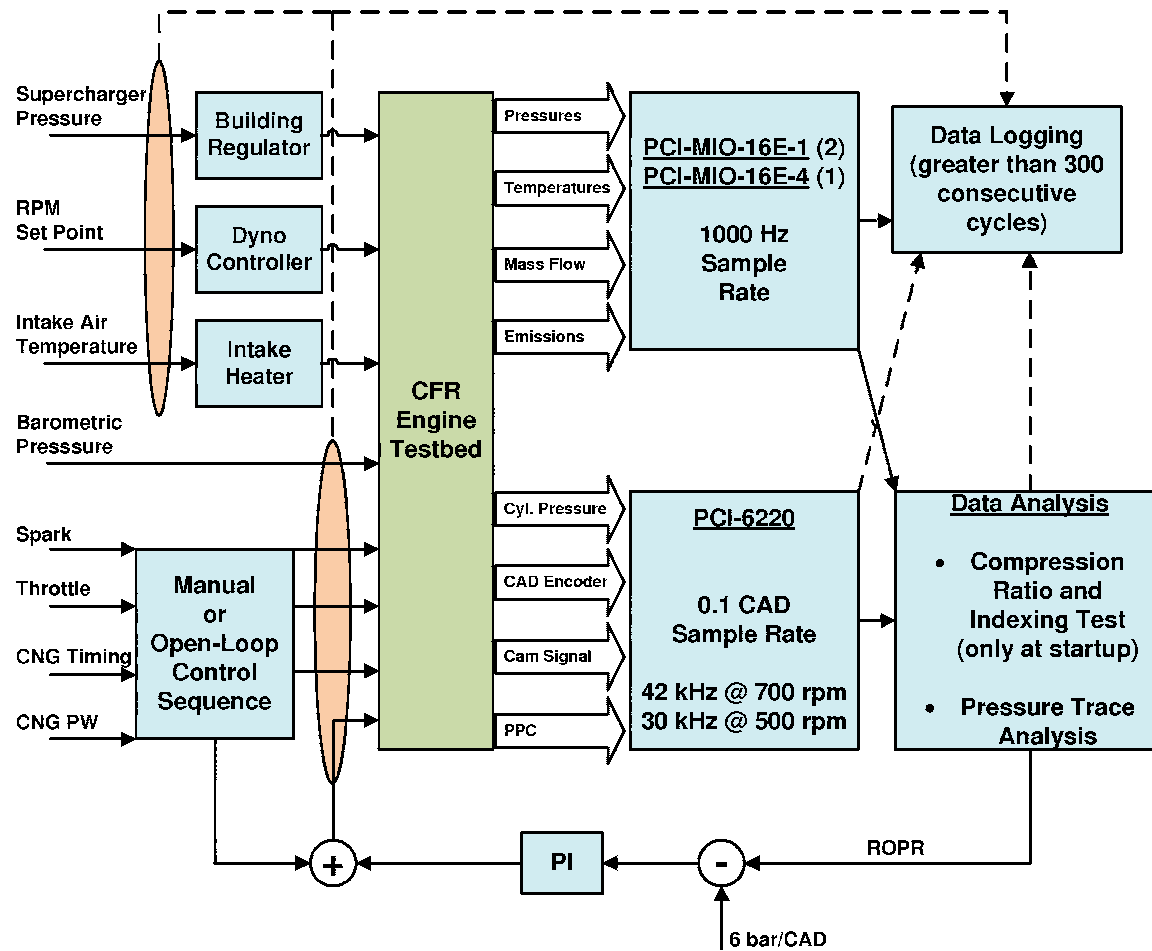 Supercharger
Pressure
RPM
Set Point
Intake Air
Temperature
Barometric
Presssure
Spark
Throttle
CNG Timing
CNG PW
Building
Regulator
Dyno
Controller
Intake
Heater
Manual
or
Open-Loop
Control
Sequence
CFR
Engine
Testbed
Pressures
Temperatures
Mass Flow
Emissions
Cyl. Pressure
CAD Encoder
Cam Signal
PPC
PCI-MIO-16E-1 (2)
PCI-MIO-16E-4 (1)
1000 Hz
Sample
Rate
PCI-6220
0.1 CAD
Sample Rate
42 kHz @ 700 rpm
30 kHz @ 500 rpm
Data Logging
(greater than 300
consecutive
cycles)
Data Analysis
• Compression
Ratio and
Indexing Test
(only at startup)
• Pressure Trace
Analysis
+
PI
-
ROPR
6 bar/CAD